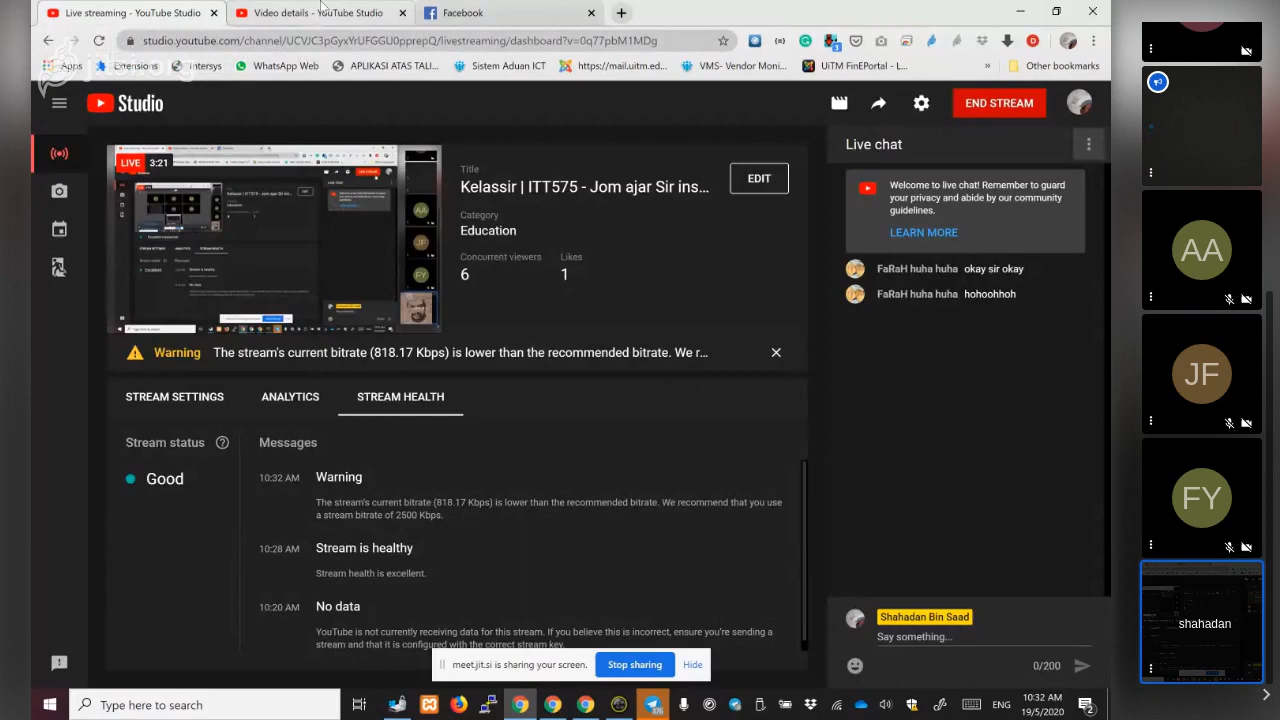 Live streaming - YouTube Studio
Video details - YouTube Studio
Facebook
studio.youtube.com/channel/UCVJC3pGyxYrUFGGU0pprepQ/livestreaming/dashboard?v=0q77pbM1MDg
3
D
Apps
Extensions
Intersys
WhatsApp Web
APLIKASI ATAS TALI...
Sistem Aduan ICT
https://mail.uitm.ed...
VMS- Vendor Mani...
UiTM FinEPortal - L...
»
Other bookmarks
jitsi.org
Studio
END STREAM
LIVE 3:21
Title
Kelassir | ITT575 - Jom ajar Sir ins...
EDIT
Category
Education
Concurrent viewers
Likes
6
1
Warning The stream's current bitrate (818.17 Kbps) is lower than the recommended bitrate. We r...
STREAM SETTINGS
ANALYTICS
STREAM HEALTH
Stream status
Good
Messages
10:32 AM Warning
The stream's current bitrate (818.17 Kbps) is lower than the recommended bitrate. We recommend that you use
a stream bitrate of 2500 Kbps.
10:28 AM Stream is healthy
Stream health is excellent.
10:20 AM No data
YouTube is not currently receiving data for this stream. If you believe this is incorrect, ensure you're sending a
stream and that it is configured with the correct stream key.
Live chat
Welcome to live chat! Remember to guard
your privacy and abide by our community
guidelines.
LEARN MORE
FaRaH huha huha okay sir okay
FaRaH huha huha hohoohhoh
Shahadan Bin Saad
Say something...
0/200
meet.jit.si is sharing your screen.
Stop sharing
Hide
Type here to search
376
ENG
10:32 AM
19/5/2020
2
AA
JF
FY
shahadan